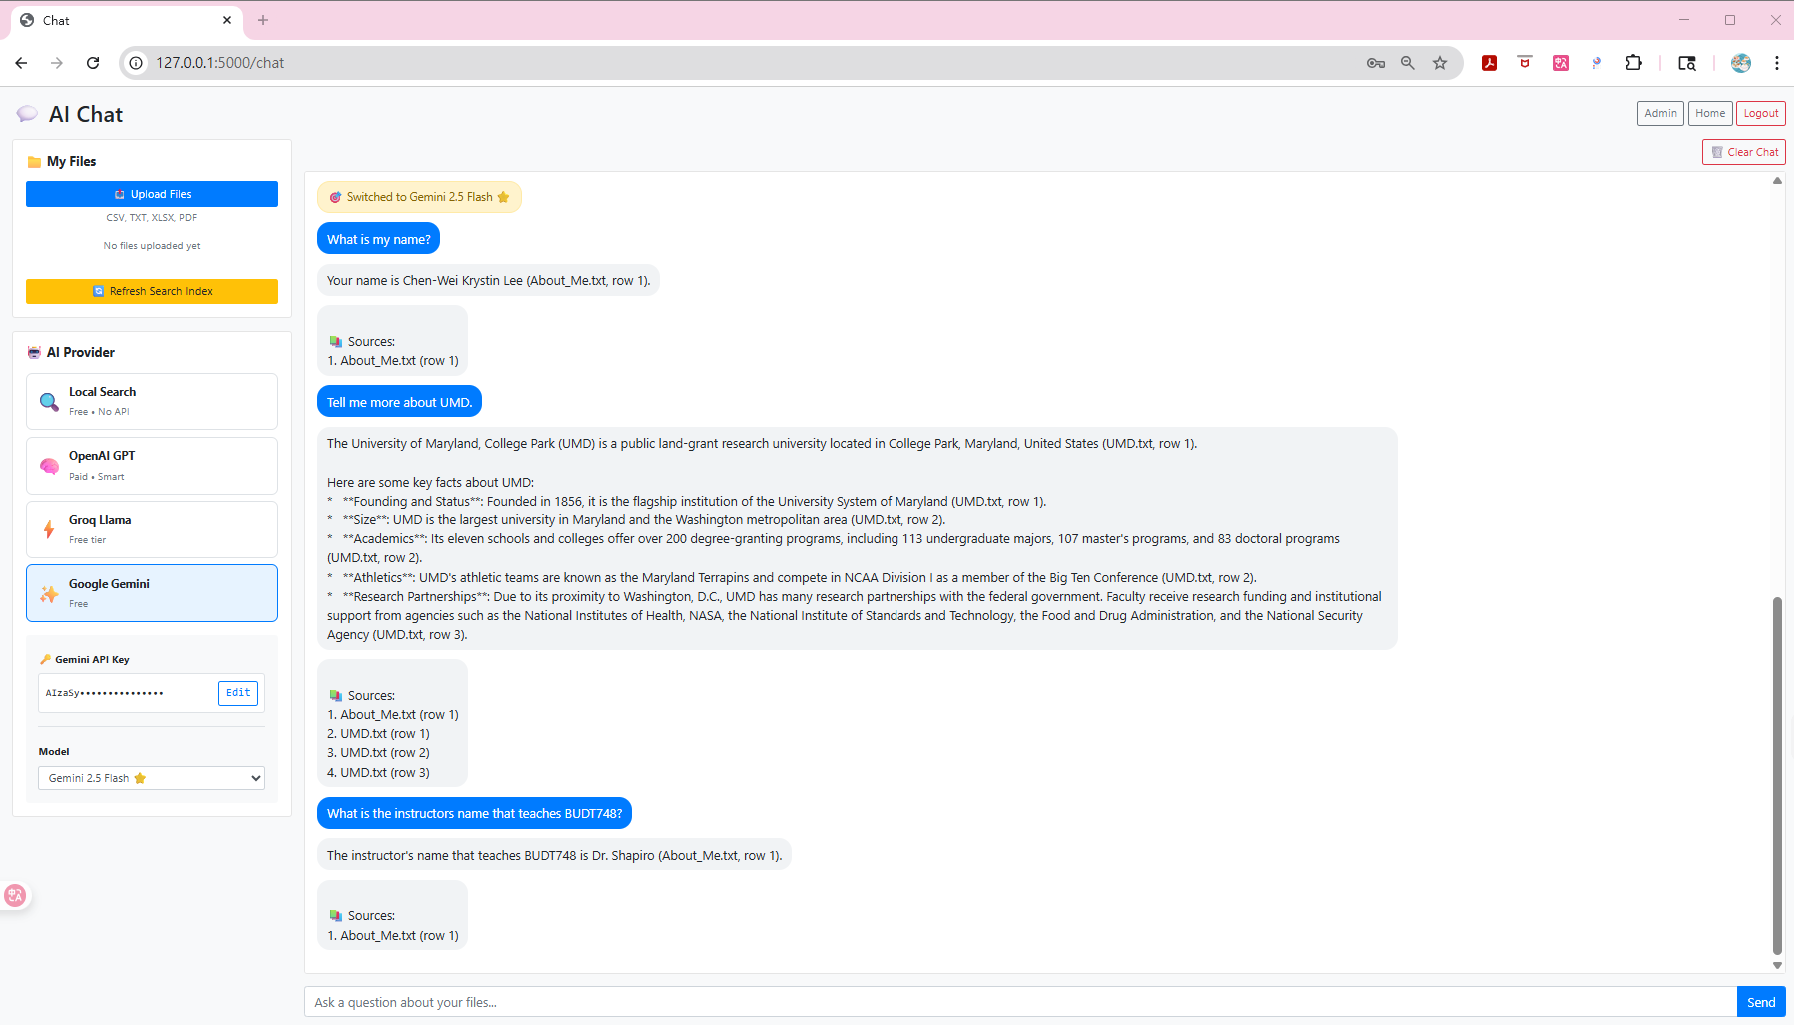 Chat
127.0.0.1:5000/chat
AI Chat
Admin
Home
Logout
My Files
Upload Files
CSV, TXT, XLSX, PDF
No files uploaded yet
Refresh Search Index
AI Provider
Local Search
Free • No API
OpenAI GPT
Paid • Smart
Groq Llama
Free tier
Google Gemini
Free
Gemini API Key
AIzaSy•••••••••••••••
Edit
Model
Gemini 2.5 Flash
Clear Chat
Switched to Gemini 2.5 Flash
What is my name?
Your name is Chen-Wei Krystin Lee (About_Me.txt, row 1).
Sources:
1. About_Me.txt (row 1)
Tell me more about UMD.
The University of Maryland, College Park (UMD) is a public land-grant research university located in College Park, Maryland, United States (UMD.txt, row 1).
Here are some key facts about UMD:
* **Founding and Status**: Founded in 1856, it is the flagship institution of the University System of Maryland (UMD.txt, row 1).
* **Size**: UMD is the largest university in Maryland and the Washington metropolitan area (UMD.txt, row 2).
* **Academics**: Its eleven schools and colleges offer over 200 degree-granting programs, including 113 undergraduate majors, 107 master's programs, and 83 doctoral programs
(UMD.txt, row 2).
* **Athletics**: UMD's athletic teams are known as the Maryland Terrapins and compete in NCAA Division I as a member of the Big Ten Conference (UMD.txt, row 2).
* **Research Partnerships**: Due to its proximity to Washington, D.C., UMD has many research partnerships with the federal government. Faculty receive research funding and institutional
support from agencies such as the National Institutes of Health, NASA, the National Institute of Standards and Technology, the Food and Drug Administration, and the National Security
Agency (UMD.txt, row 3).
Sources:
1. About_Me.txt (row 1)
2. UMD.txt (row 1)
3. UMD.txt (row 2)
4. UMD.txt (row 3)
What is the instructors name that teaches BUDT748?
The instructor's name that teaches BUDT748 is Dr. Shapiro (About_Me.txt, row 1).
Sources:
1. About_Me.txt (row 1)
Ask a question about your files...
Send